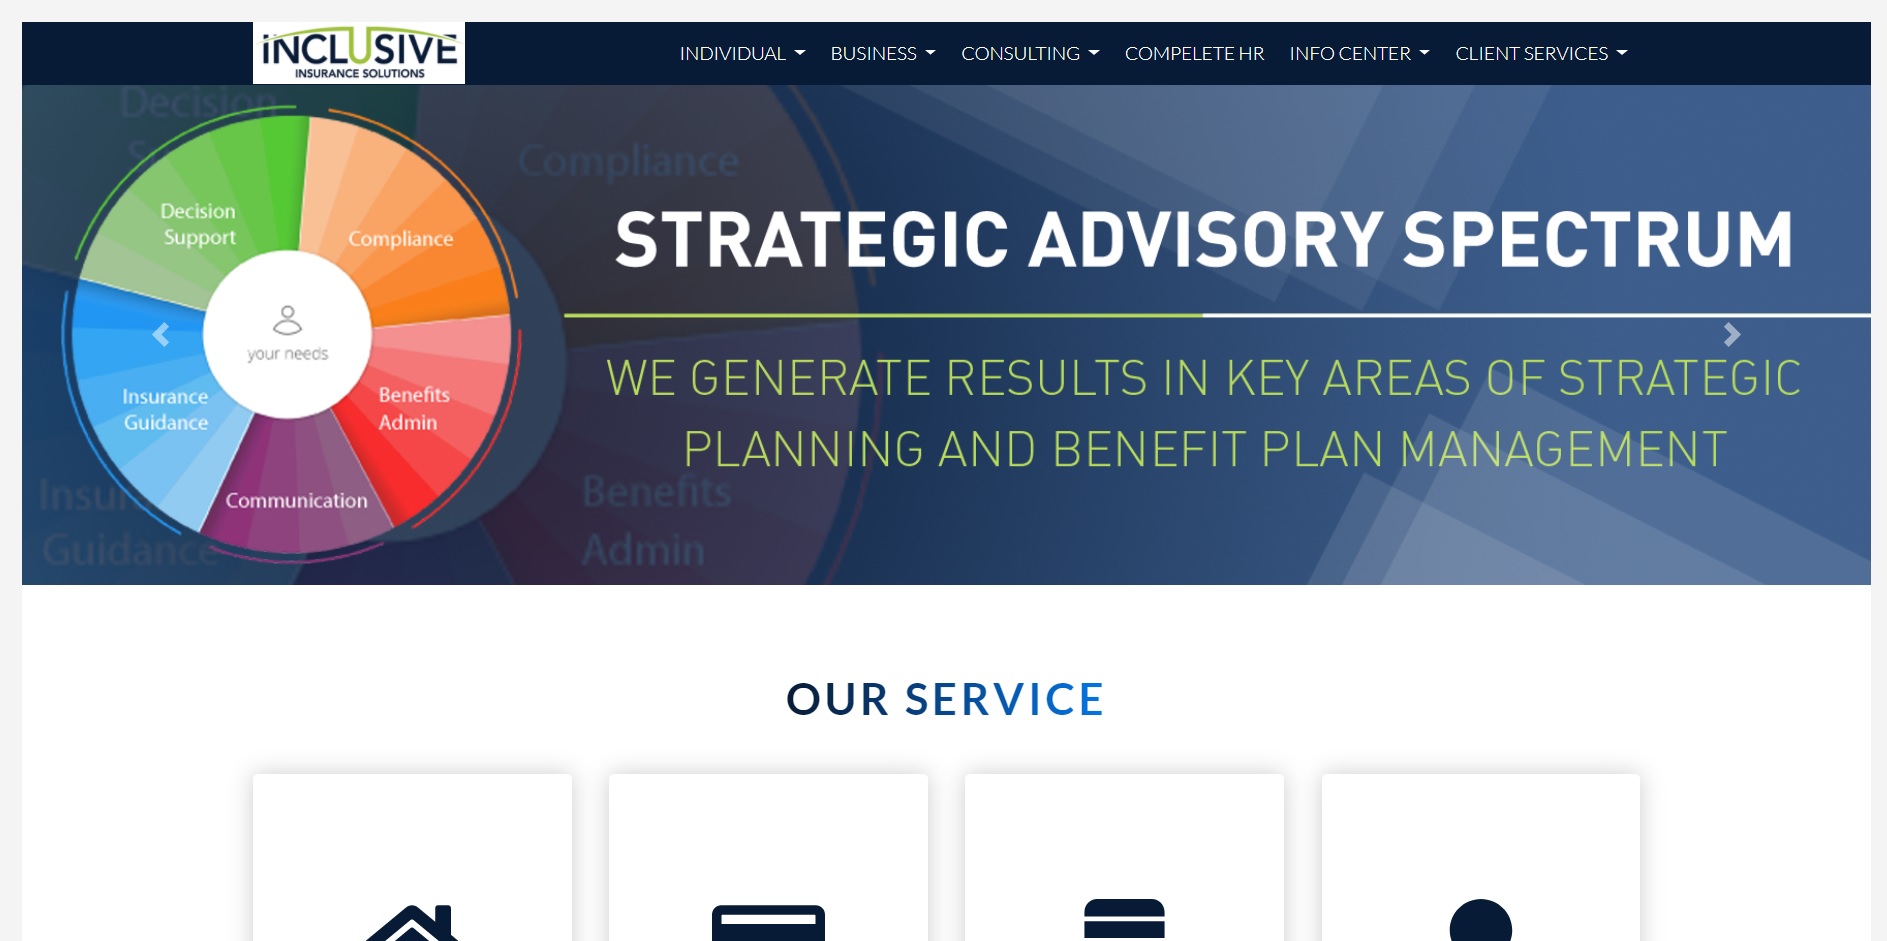 INCLUSIVE
INSURANCE SOLUTIONS
INDIVIDUAL
BUSINESS
CONSULTING
COMPELETE HR
INFO CENTER
CLIENT SERVICES
Decision
Compliance
Decision
Support
Compliance
your needs
Insurance
Guidance
Benefits
Admin
Communication
Guidance
Benefits
Admin
STRATEGIC ADVISORY SPECTRUM
WE GENERATE RESULTS IN KEY AREAS OF STRATEGIC
PLANNING AND BENEFIT PLAN MANAGEMENT
OUR SERVICE